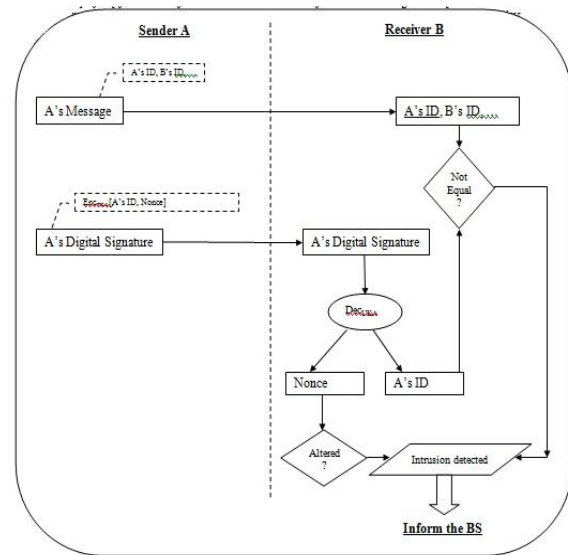 Sender A
Receiver B
A's ID, B's ID
A's Message
A's ID, B's ID
Not
Equal
?
[A's ID, Nonce]
A's Digital Signature
A's Digital Signature
Nonce
A's ID
Altered
?
Intrusion detected
Inform the BS